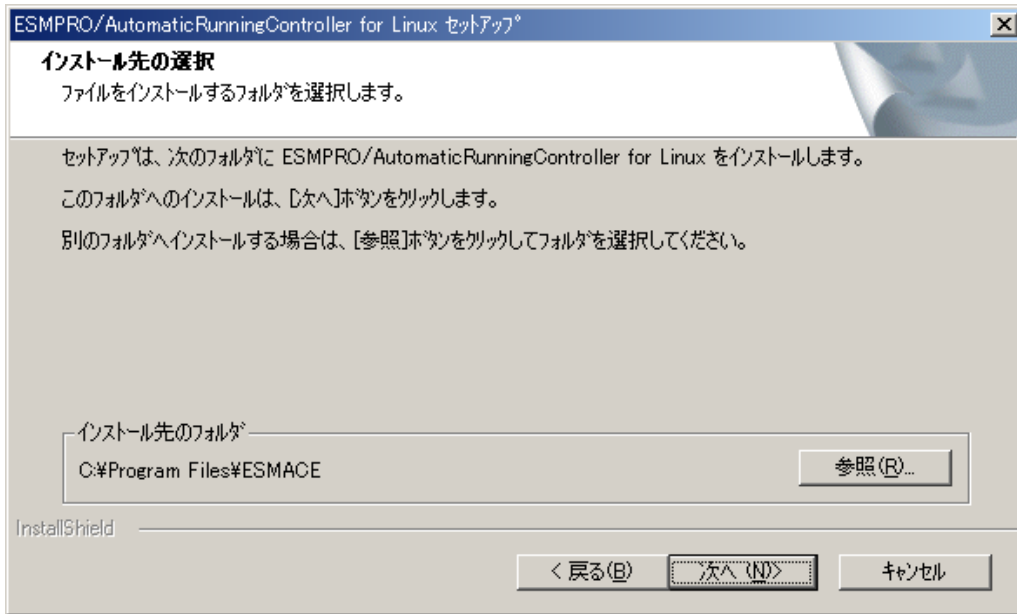 ESMPRO/AutomaticRunningController for Linux ｾｯﾄｱｯﾌﾟ
インストール先の選択
ファイルをインストールするフォルダを選択します。
セットアップは、次のフォルダに ESMPRO/AutomaticRunningController for Linux をインストールします。
このフォルダへのインストールは、[次へ]ボタンをクリックします。
別のフォルダへインストールする場合は、[参照]ボタンをクリックしてフォルダを選択してください。
インストール先のフォルダ
C:¥Program Files¥ESMACE
参照(R)...
InstallShield
< 戻る(B)
次へ (N)>
キャンセル